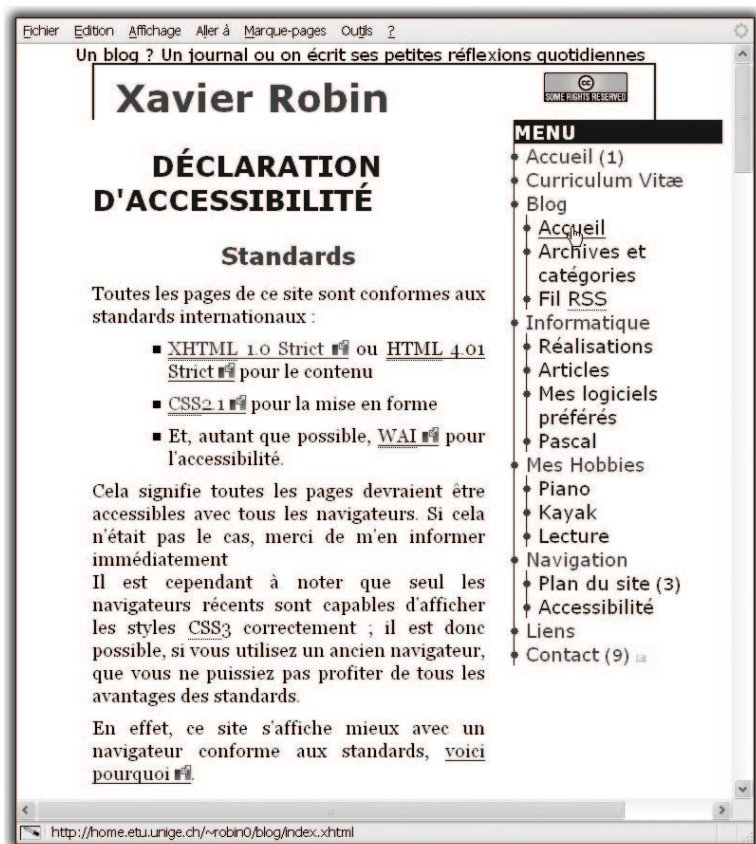 Fichier Edition Affichage Aller à Marque-pages Outils ?
Un blog ? Un journal ou on écrit ses petites réflexions quotidiennes
Xavier Robin
CC
SOME RIGHTS RESERVED
DÉCLARATION
D'ACCESSIBILITÉ
Standards
Toutes les pages de ce site sont conformes aux
standards internationaux :
XHTML 1.0 Strict ou HTML 4.01
Strict pour le contenu
CSS2.1 pour la mise en forme
Et, autant que possible, WAI pour
l'accessibilité.
Cela signifie toutes les pages devraient être
accessibles avec tous les navigateurs. Si cela
n'était pas le cas, merci de m'en informer
immédiatement
Il est cependant à noter que seul les
navigateurs récents sont capables d'afficher
les styles CSS3 correctement ; il est donc
possible, si vous utilisez un ancien navigateur,
que vous ne puissiez pas profiter de tous les
avantages des standards.
En effet, ce site s'affiche mieux avec un
navigateur conforme aux standards, voici
pourquoi.
MENU
Accueil (1)
Curriculum Vitæ
Blog
Accueil
Archives et
catégories
Fil RSS
Informatique
Réalisations
Articles
Mes logiciels
préférés
Pascal
Mes Hobbies
Piano
Kayak
Lecture
Navigation
Plan du site (3)
Accessibilité
Liens
Contact (9)
http://home.etu.unige.ch/~robin0/blog/index.xhtml